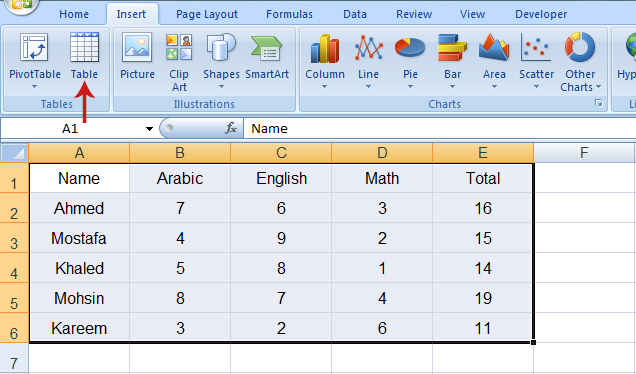 Home Insert Page Layout Formulas Data Review View Developer
PivotTable Table Picture Clip Art Shapes SmartArt Column Line Pie Bar Area Scatter Other Charts Hyp
Tables Illustrations Charts Li
A1 fx Name
A B C D E F
1 Name Arabic English Math Total
2 Ahmed 7 6 3 16
3 Mostafa 4 9 2 15
4 Khaled 5 8 1 14
5 Mohsin 8 7 4 19
6 Kareem 3 2 6 11
7